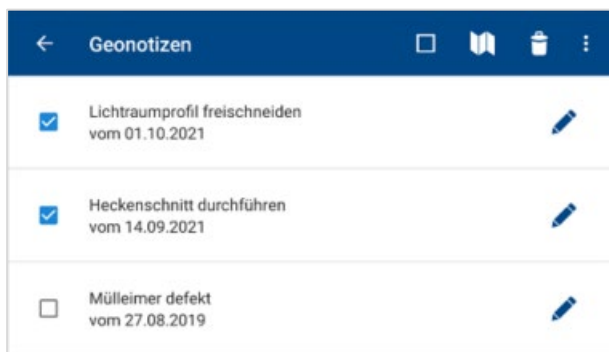 Geonotizen
Lichtraumprofil freischneiden
vom 01.10.2021
Heckenschnitt durchführen
vom 14.09.2021
Mülleimer defekt
vom 27.08.2019